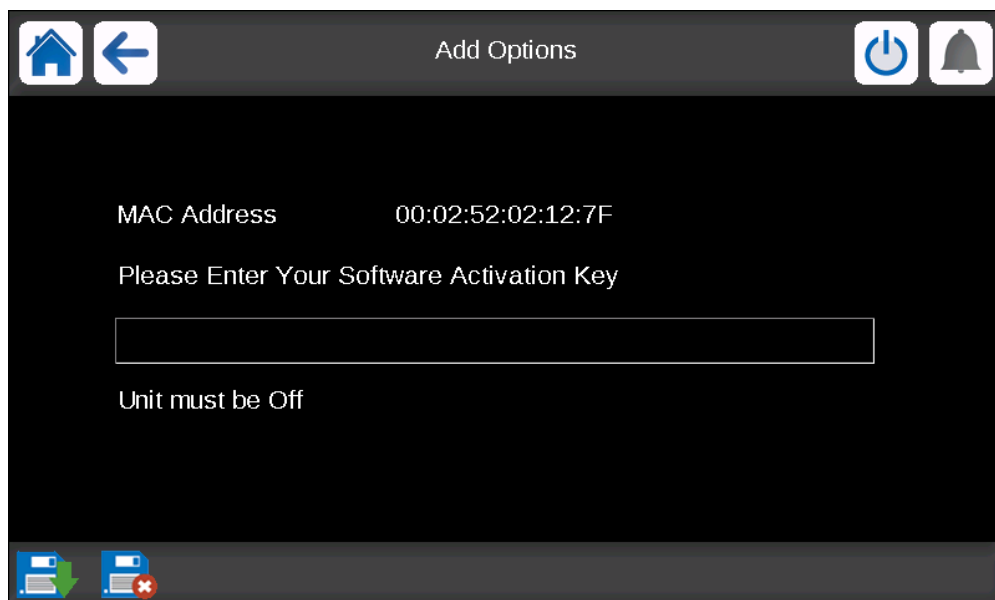 Add Options
MAC Address 00:02:52:02:12:7F
Please Enter Your Software Activation Key
Unit must be Off